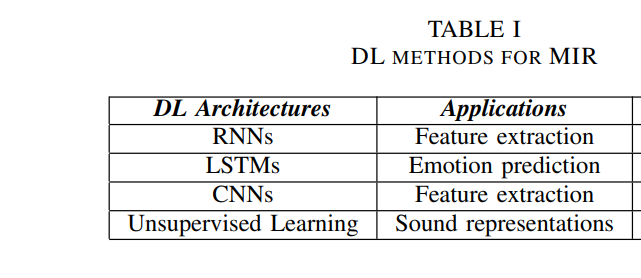 TABLE I
DL METHODS FOR MIR
DL Architectures Applications
RNNs Feature extraction
LSTMs Emotion prediction
CNNs Feature extraction
Unsupervised Learning Sound representations